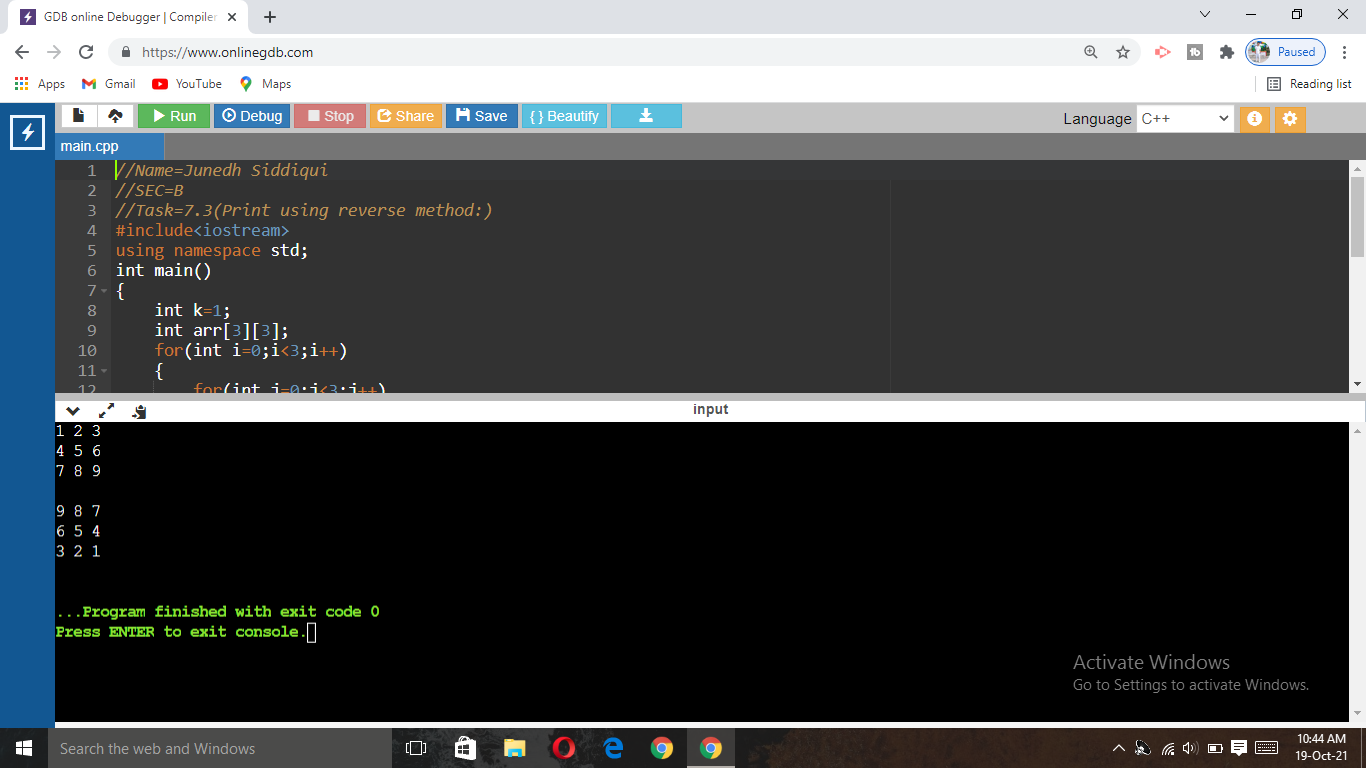 GDB online Debugger | Compiler
https://www.onlinegdb.com
Paused
Apps Gmail YouTube Maps Reading list
Run Debug Stop Share Save { } Beautify Language C++
main.cpp
1 //Name=Junedh Siddiqui
2 //SEC=B
3 //Task=7.3(Print using reverse method:)
4 #include<iostream>
5 using namespace std;
6 int main()
7 {
8 int k=1;
9 int arr[3][3];
10 for(int i=0;i<3;i++)
11 {
12 for(int j=0;j<3;j++)
input
1 2 3
4 5 6
7 8 9
9 8 7
6 5 4
3 2 1
...Program finished with exit code 0
Press ENTER to exit console.
Activate Windows
Go to Settings to activate Windows.
Search the web and Windows
10:44 AM
19-Oct-21